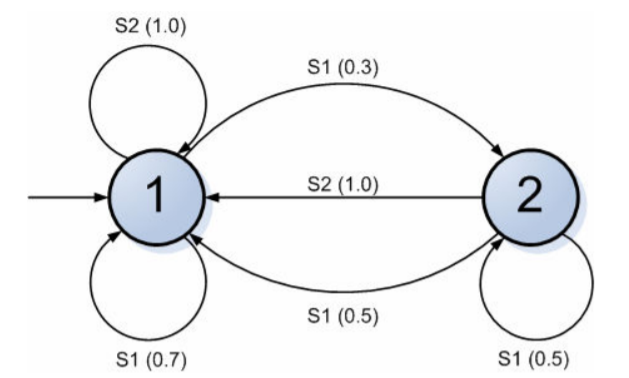 S2 (1.0)
S1 (0.3)
1
S2 (1.0)
2
S1 (0.5)
S1 (0.7)
S1 (0.5)